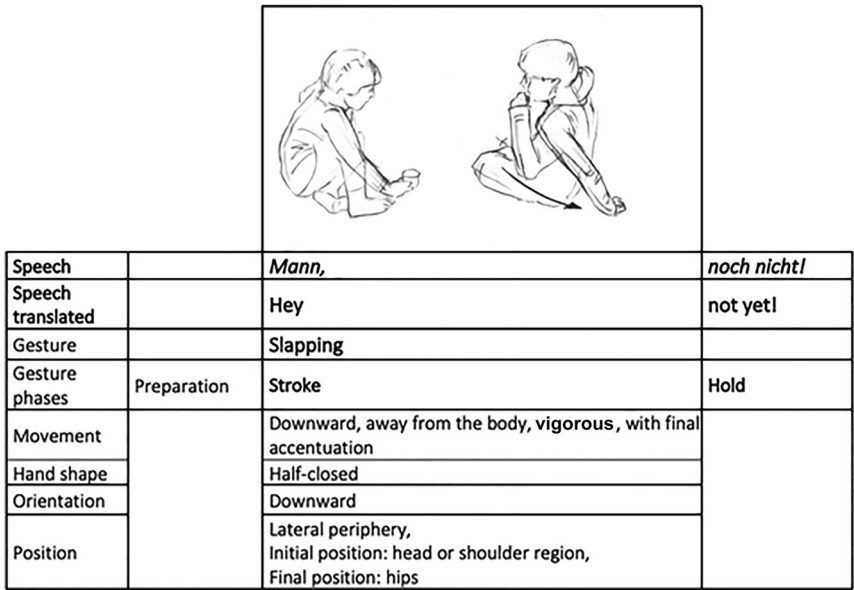 Speech Mann, noch nicht!
Speech translated Hey not yet!
Gesture Slapping
Gesture phases Preparation Stroke Hold
Movement Downward, away from the body, vigorous, with final accentuation
Hand shape Half-closed
Orientation Downward
Position Lateral periphery,
Initial position: head or shoulder region,
Final position: hips